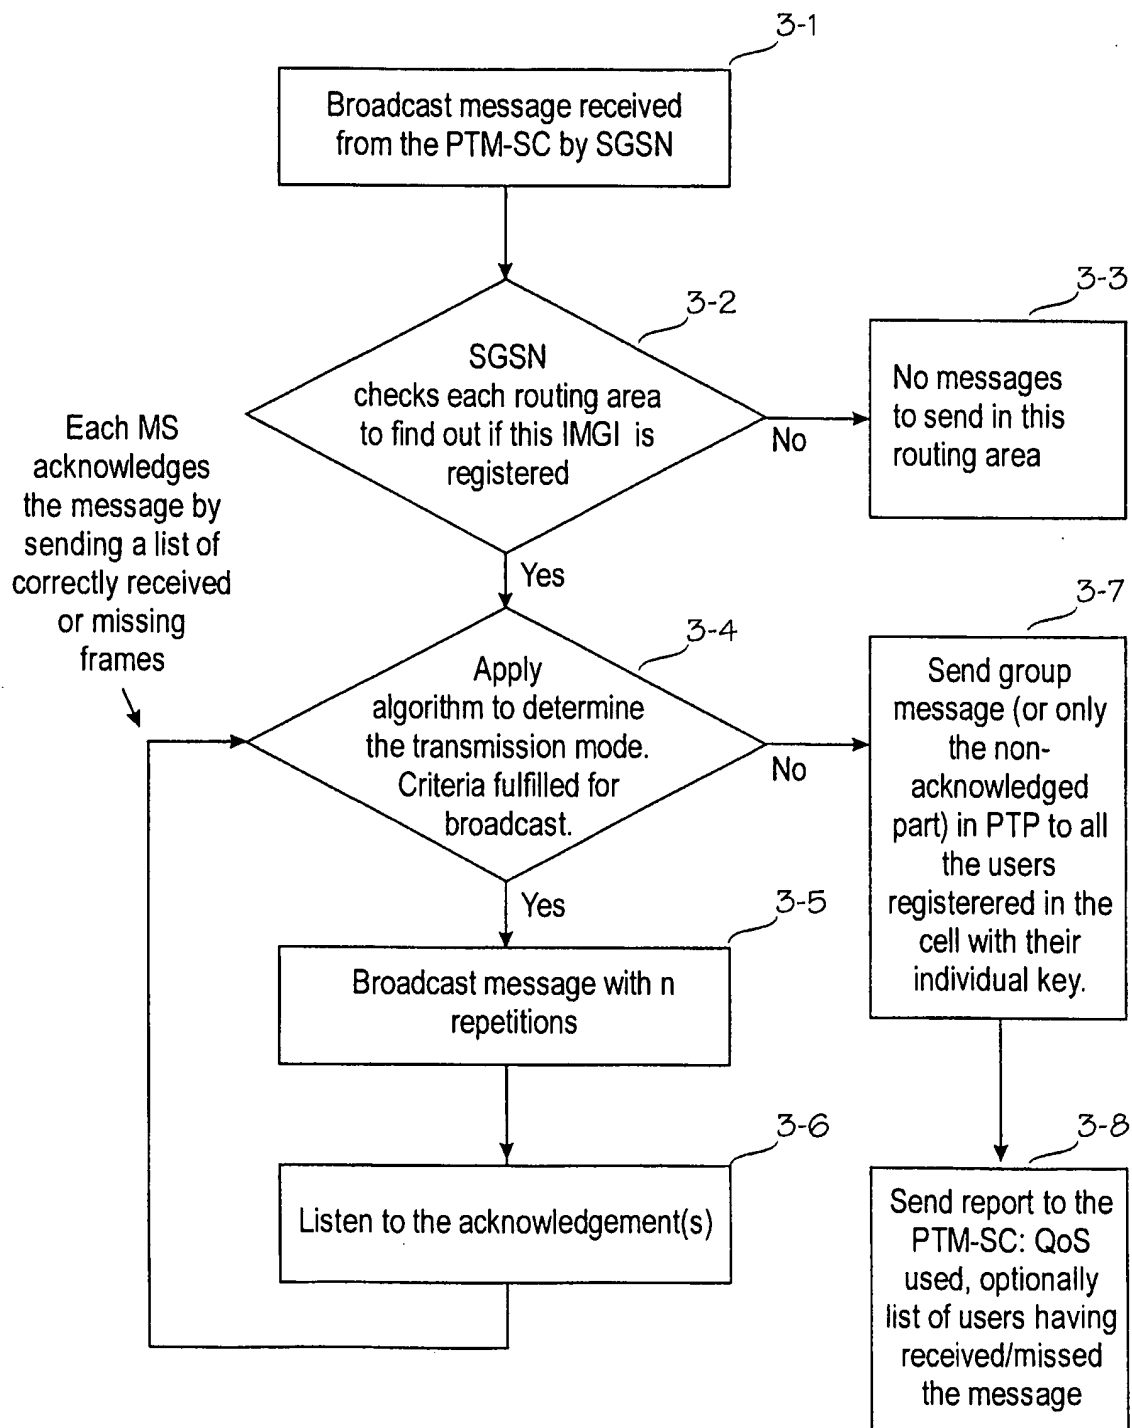 3-1
Broadcast message received
from the PTM-SC by SGSN
3-2
SGSN
checks each routing area
to find out if this IMGI is
registered
No
3-3
No messages
to send in this
routing area
Each MS
acknowledges
the message by
sending a list of
correctly received
or missing
frames
Yes
3-4
Apply
algorithm to determine
the transmission mode.
Criteria fulfilled for
broadcast.
No
3-7
Send group
message (or only
the non-
acknowledged
part) in PTP to all
the users
registerered in the
cell with their
individual key.
Yes
3-5
Broadcast message with n
repetitions
3-6
Listen to the acknowledgement(s)
3-8
Send report to the
PTM-SC: QoS
used, optionally
list of users having
received/missed
the message